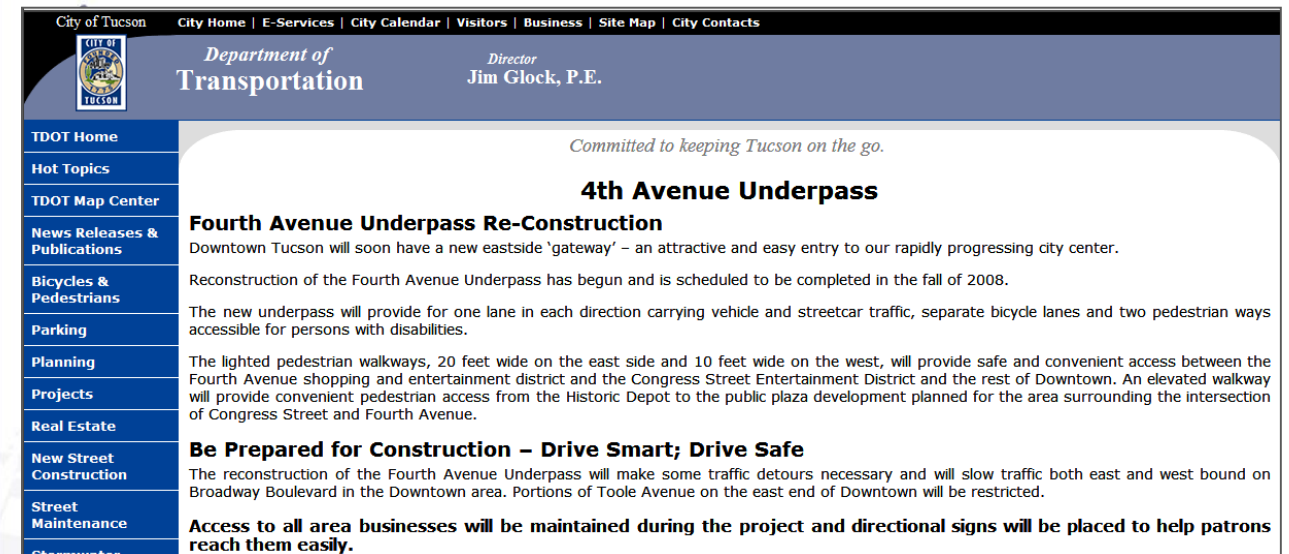 City of Tucson
City Home | E-Services | City Calendar | Visitors | Business | Site Map | City Contacts
CITY OF
TUCSON
Department of
Transportation
Director
Jim Glock, P.E.
TDOT Home
Hot Topics
TDOT Map Center
News Releases &
Publications
Bicycles &
Pedestrians
Parking
Planning
Projects
Real Estate
New Street
Construction
Street
Maintenance
Committed to keeping Tucson on the go.
4th Avenue Underpass
Fourth Avenue Underpass Re-Construction
Downtown Tucson will soon have a new eastside ‘gateway’ – an attractive and easy entry to our rapidly progressing city center.
Reconstruction of the Fourth Avenue Underpass has begun and is scheduled to be completed in the fall of 2008.
The new underpass will provide for one lane in each direction carrying vehicle and streetcar traffic, separate bicycle lanes and two pedestrian ways
accessible for persons with disabilities.
The lighted pedestrian walkways, 20 feet wide on the east side and 10 feet wide on the west, will provide safe and convenient access between the
Fourth Avenue shopping and entertainment district and the Congress Street Entertainment District and the rest of Downtown. An elevated walkway
will provide convenient pedestrian access from the Historic Depot to the public plaza development planned for the area surrounding the intersection
of Congress Street and Fourth Avenue.
Be Prepared for Construction – Drive Smart; Drive Safe
The reconstruction of the Fourth Avenue Underpass will make some traffic detours necessary and will slow traffic both east and west bound on
Broadway Boulevard in the Downtown area. Portions of Toole Avenue on the east end of Downtown will be restricted.
Access to all area businesses will be maintained during the project and directional signs will be placed to help patrons
reach them easily.